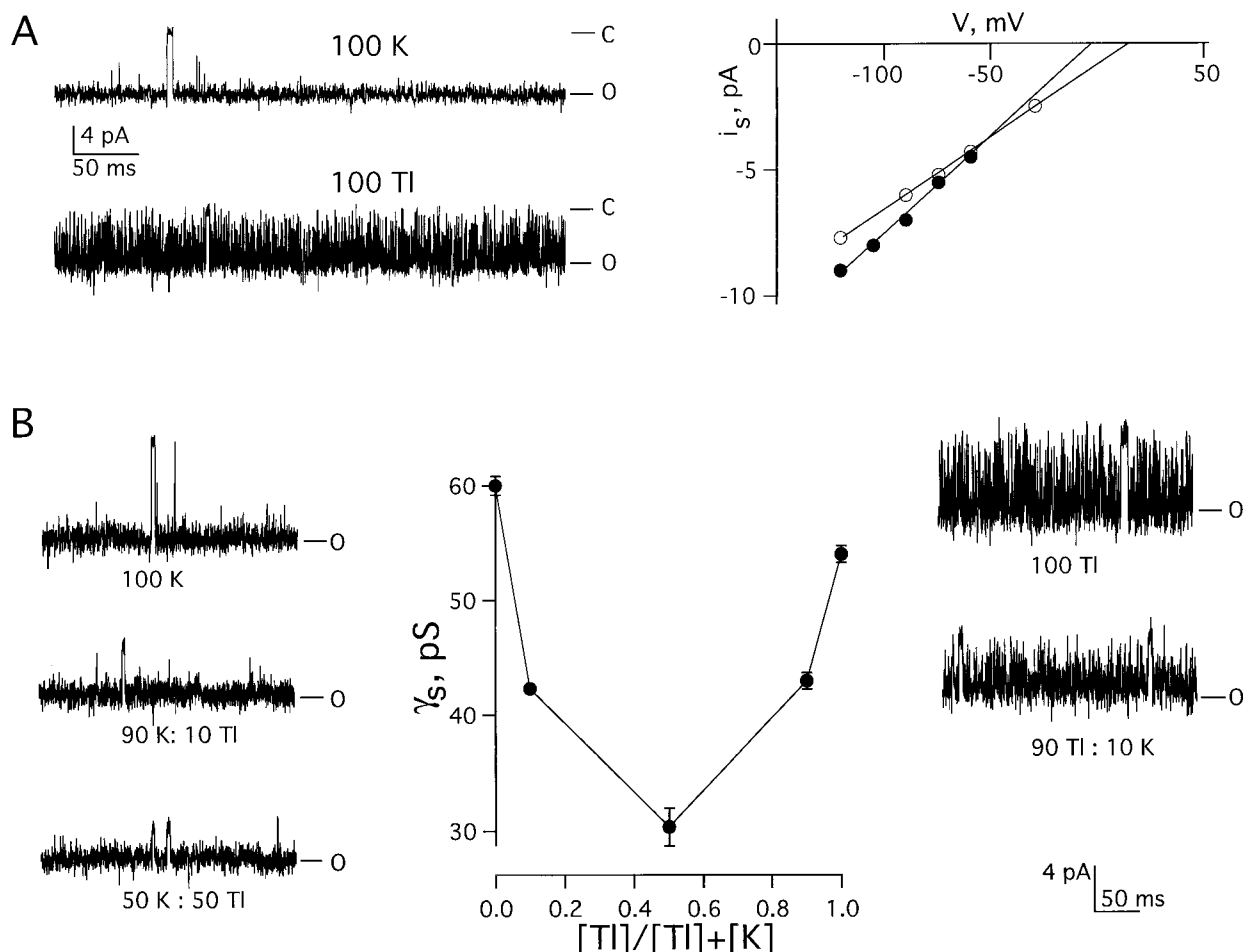 A
100 K
C
O
4 pA
50 ms
100 Tl
C
O
V, mV
0
-100
-50
50
-5
-10
i_s, pA
B
100 K
O
90 K: 10 Tl
O
50 K : 50 Tl
O
60
50
40
30
γ_s, pS
0.0
0.2
0.4
0.6
0.8
1.0
[Tl]/[Tl]+[K]
100 Tl
O
90 Tl : 10 K
O
4 pA
50 ms